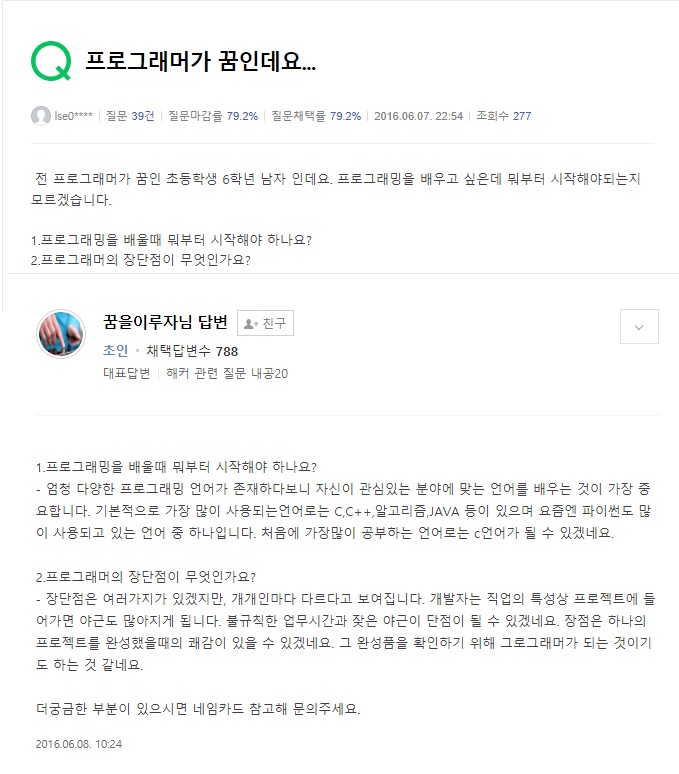 프로그래머가 꿈인데요...
lse0**** 질문 39건 질문마감률 79.2% 질문채택률 79.2% 2016.06.07. 22:54 조회수 277
전 프로그래머가 꿈인 초등학생 6학년 남자 인데요. 프로그래밍을 배우고 싶은데 뭐부터 시작해야되는지
모르겠습니다.
1.프로그래밍을 배울때 뭐부터 시작해야 하나요?
2.프로그래머의 장단점이 무엇인가요?
꿈을이루자님 답변 친구
초인 채택답변수 788
대표답변 해커 관련 질문 내공20
1.프로그래밍을 배울때 뭐부터 시작해야 하나요?
- 엄청 다양한 프로그래밍 언어가 존재하다보니 자신이 관심있는 분야에 맞는 언어를 배우는 것이 가장 중
요합니다. 기본적으로 가장 많이 사용되는언어로는 C,C++,알고리즘,JAVA 등이 있으며 요즘엔 파이썬도 많
이 사용되고 있는 언어 중 하나입니다. 처음에 가장많이 공부하는 언어로는 c언어가 될 수 있겠네요.
2.프로그래머의 장단점이 무엇인가요?
- 장단점은 여러가지가 있겠지만, 개개인마다 다르다고 보여집니다. 개발자는 직업의 특성상 프로젝트에 들
어가면 야근도 많아지게 됩니다. 불규칙한 업무시간과 잦은 야근이 단점이 될 수 있겠네요. 장점은 하나의
프로젝트를 완성했을때의 쾌감이 있을 수 있겠네요. 그 완성품을 확인하기 위해 그로그래머가 되는 것이기
도 하는 것 같네요.
더궁금한 부분이 있으시면 네임카드 참고해 문의주세요.
2016.06.08. 10:24